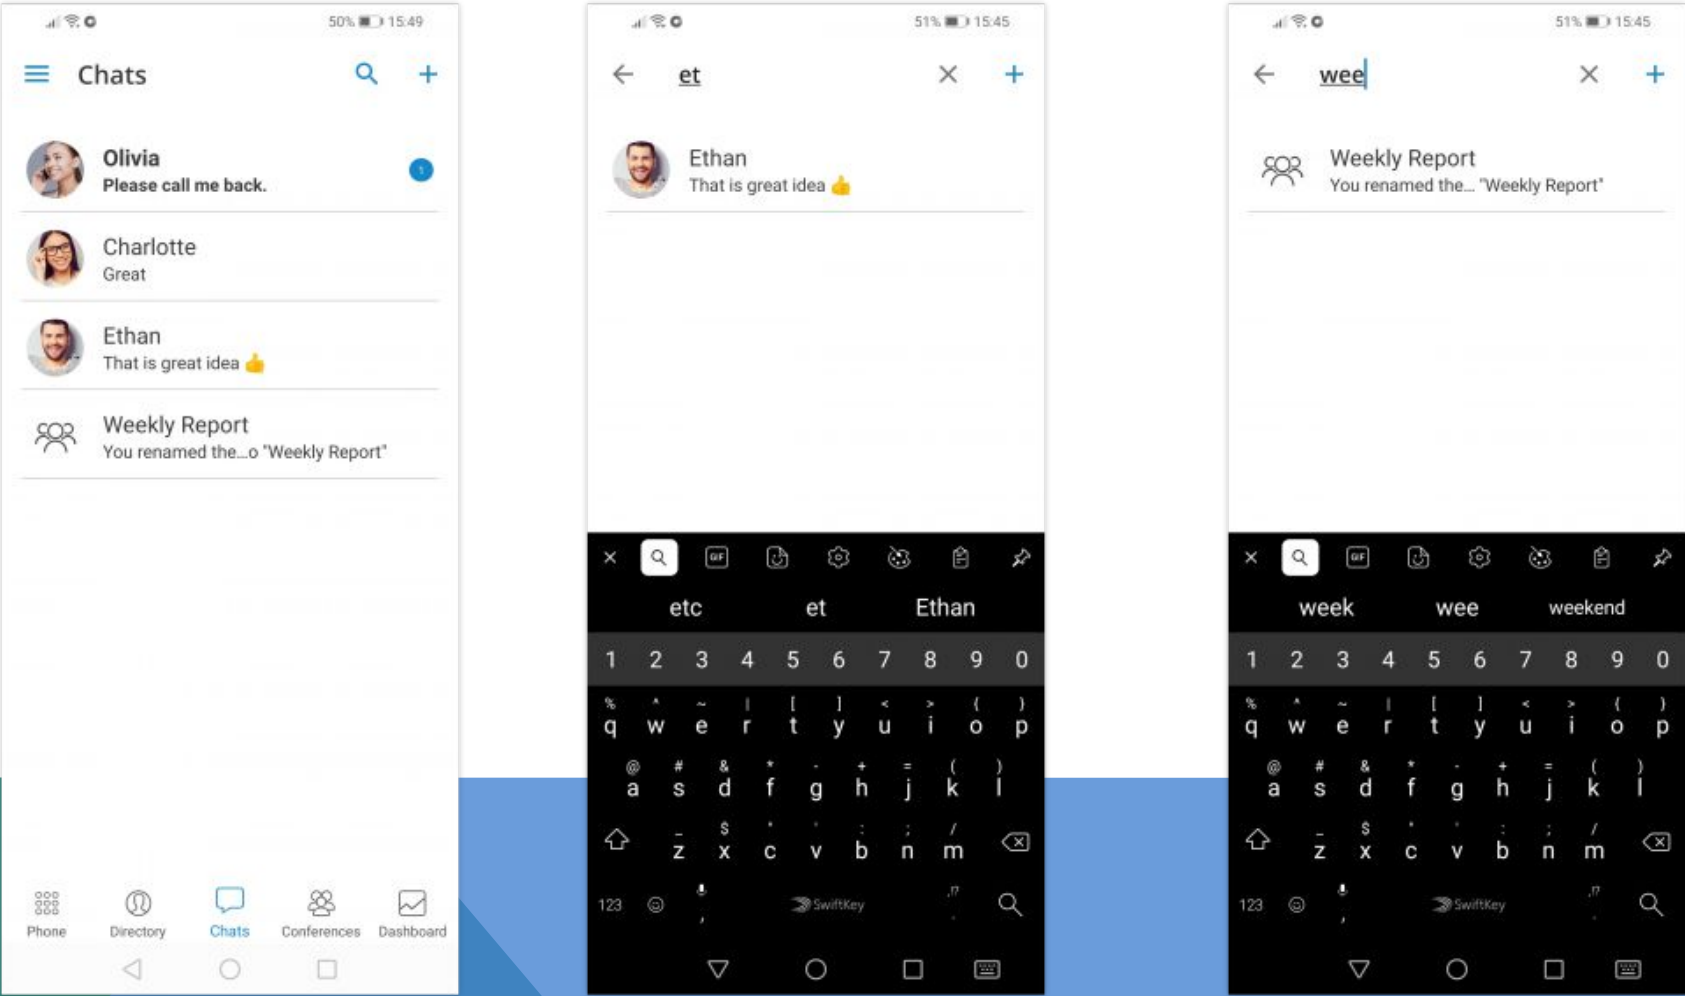 50% 15:49
Chats
Olivia
Please call me back.
1
Charlotte
Great
Ethan
That is great idea 👍
Weekly Report
You renamed the...o "Weekly Report"
Phone Directory Chats Conferences Dashboard
51% 15:45
et
Ethan
That is great idea 👍
GIF
etc et Ethan
1 2 3 4 5 6 7 8 9 0
% ^ ~ | [ ] < > { }
q w e r t y u i o p
@ # & * - + = ( )
a s d f g h j k l
_ $ " ' : ; /
z x c v b n m
123 , SwiftKey .
51% 15:45
wee
Weekly Report
You renamed the... "Weekly Report"
GIF
week wee weekend
1 2 3 4 5 6 7 8 9 0
% ^ ~ | [ ] < > { }
q w e r t y u i o p
@ # & * - + = ( )
a s d f g h j k l
_ $ " ' : ; /
z x c v b n m
123 , SwiftKey .